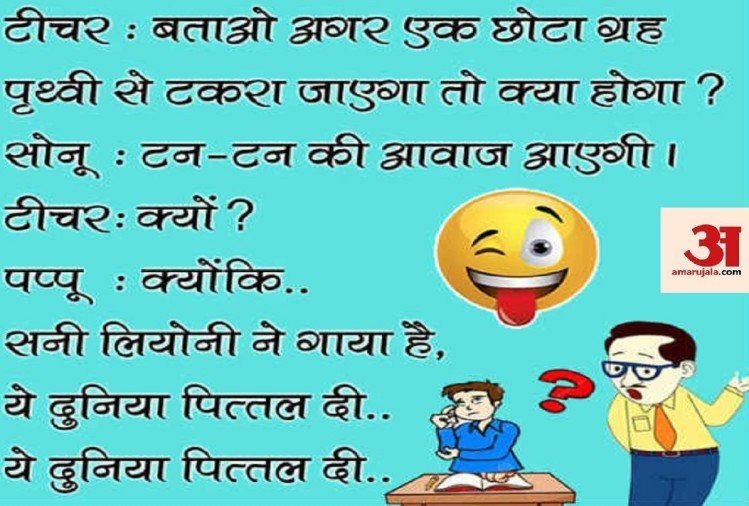 टीचर : बताओ अगर एक छोटा ग्रह
पृथ्वी से टकरा जाएगा तो क्या होगा ?
सोनू : टन-टन की आवाज आएगी।
टीचर: क्यों ?
पप्पू : क्योंकि..
सनी लियोनी ने गाया है,
ये दुनिया पित्तल दी..
ये दुनिया पित्तल दी..
अ
amarujala.com
?